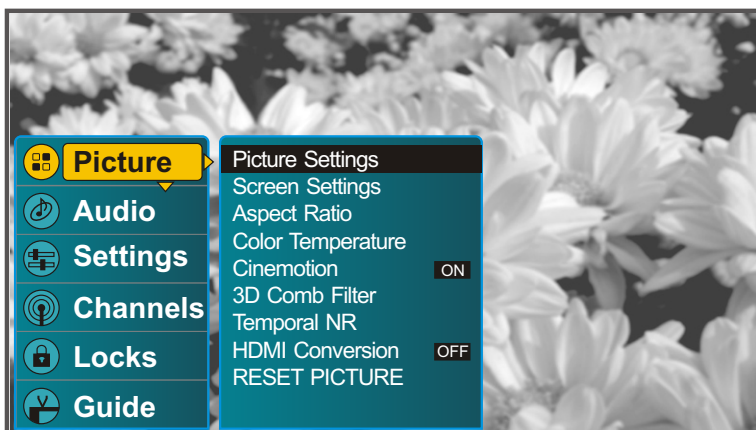 Picture
Audio
Settings
Channels
Locks
Guide
Picture Settings
Screen Settings
Aspect Ratio
Color Temperature
Cinemotion ON
3D Comb Filter
Temporal NR
HDMI Conversion OFF
RESET PICTURE